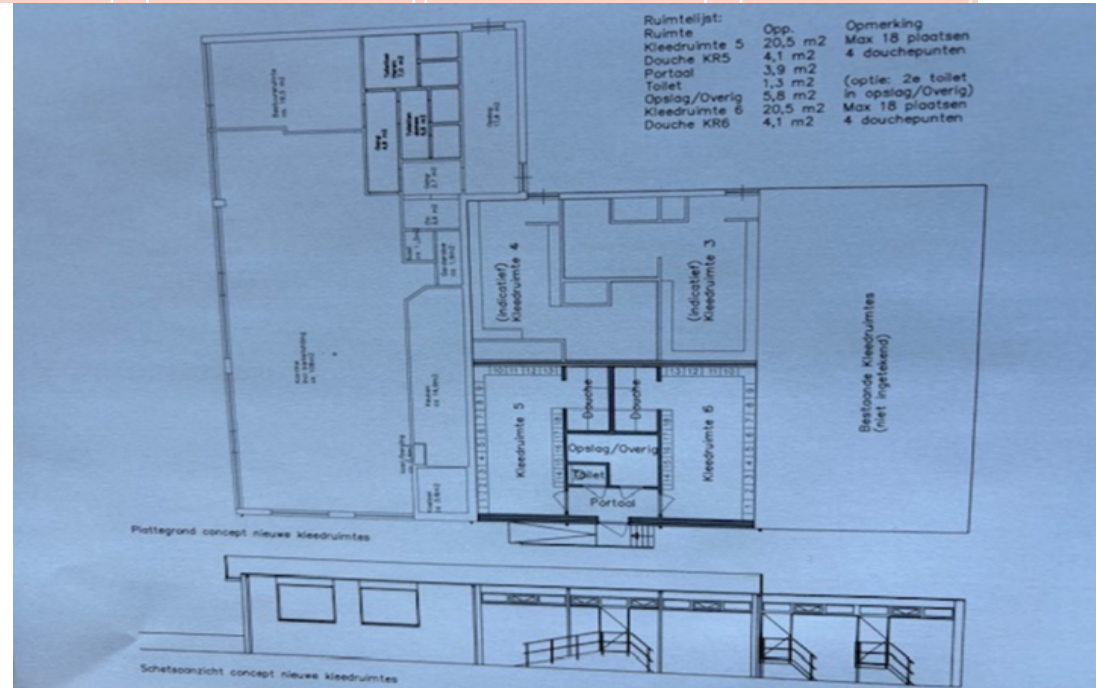 Ruimtelijst:
Ruimte Opp. Opmerking
Kleedruimte 5 20,5 m2 Max 18 plaatsen
Douche KR5 4,1 m2 4 douchepunten
Portaal 3,9 m2
Toilet 1,3 m2 (optie: 2e toilet
Opslag/Overig 5,8 m2 in opslag/Overig)
Kleedruimte 6 20,5 m2 Max 18 plaatsen
Douche KR6 4,1 m2 4 douchepunten
(indicatief)
Kleedruimte 4
(indicatief)
Kleedruimte 3
Bestaande Kleedruimtes
(niet ingetekend)
Kleedruimte 5
Douche
Douche
Kleedruimte 6
Opslag/Overig
Toilet
Portaal
Plattegrond concept nieuwe kleedruimtes
Schetsaanzicht concept nieuwe kleedruimtes